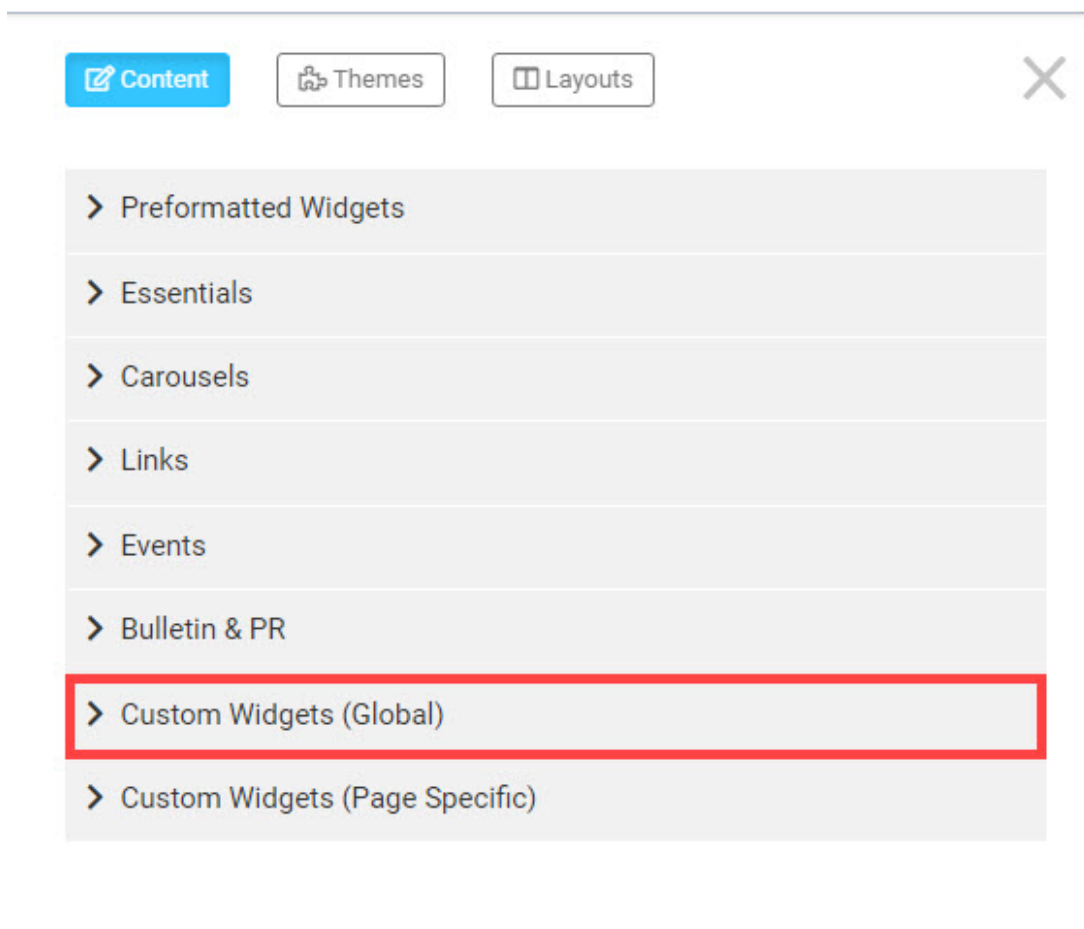 Content Themes Layouts
Preformatted Widgets
Essentials
Carousels
Links
Events
Bulletin & PR
Custom Widgets (Global)
Custom Widgets (Page Specific)